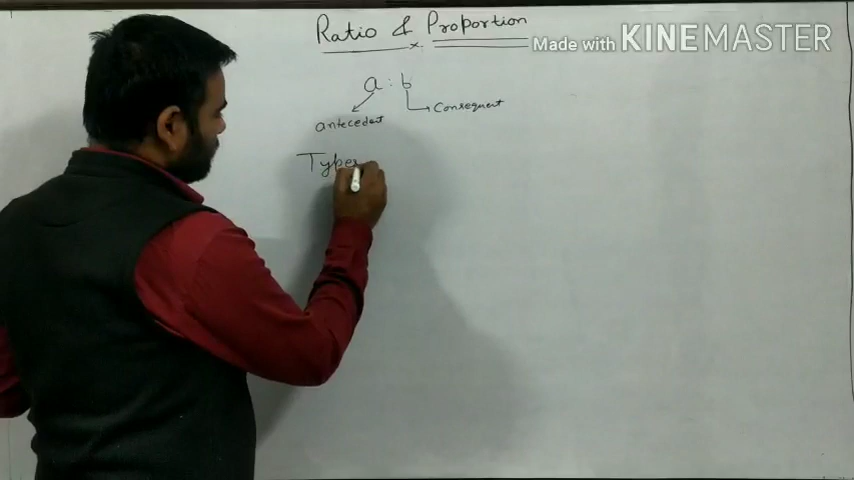 Ratio & Proportion
Made with KINEMASTER
a : b
antecedent
Consequent
Types